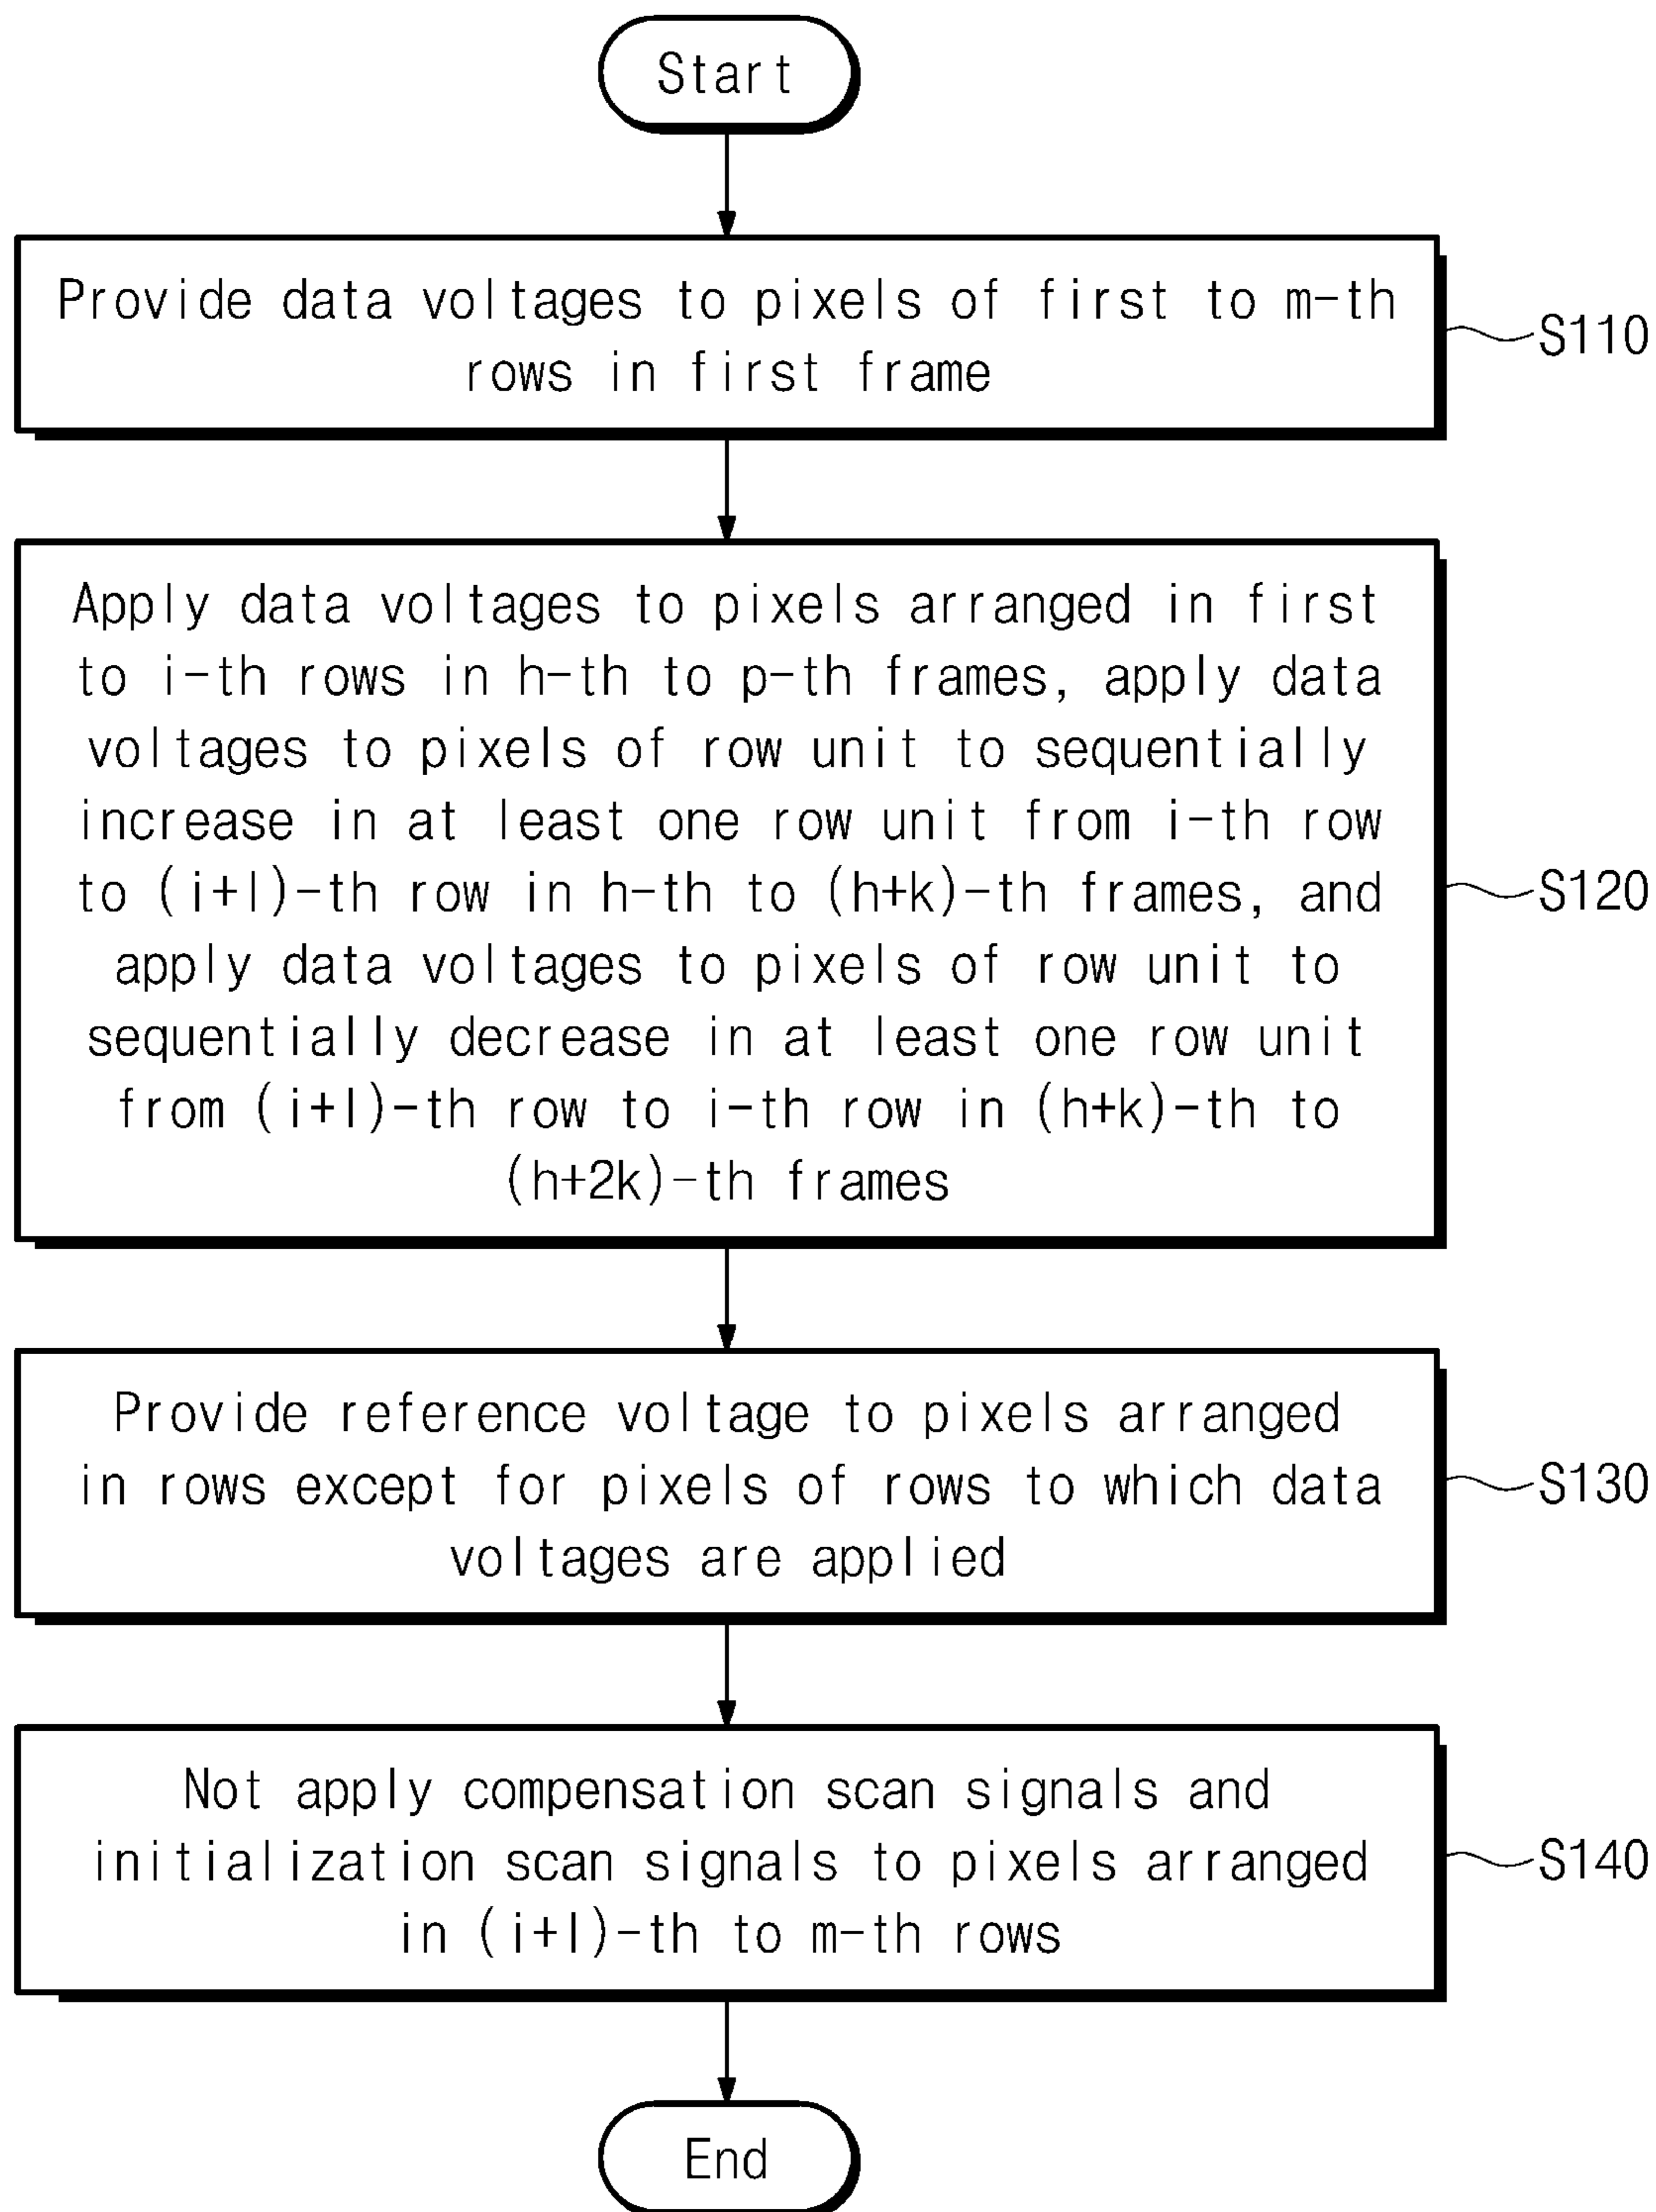 Start
Provide data voltages to pixels of first to m-th
rows in first frame
S110
Apply data voltages to pixels arranged in first
to i-th rows in h-th to p-th frames, apply data
voltages to pixels of row unit to sequentially
increase in at least one row unit from i-th row
to (i+l)-th row in h-th to (h+k)-th frames, and
apply data voltages to pixels of row unit to
sequentially decrease in at least one row unit
from (i+l)-th row to i-th row in (h+k)-th to
(h+2k)-th frames
S120
Provide reference voltage to pixels arranged
in rows except for pixels of rows to which data
voltages are applied
S130
Not apply compensation scan signals and
initialization scan signals to pixels arranged
in (i+l)-th to m-th rows
S140
End